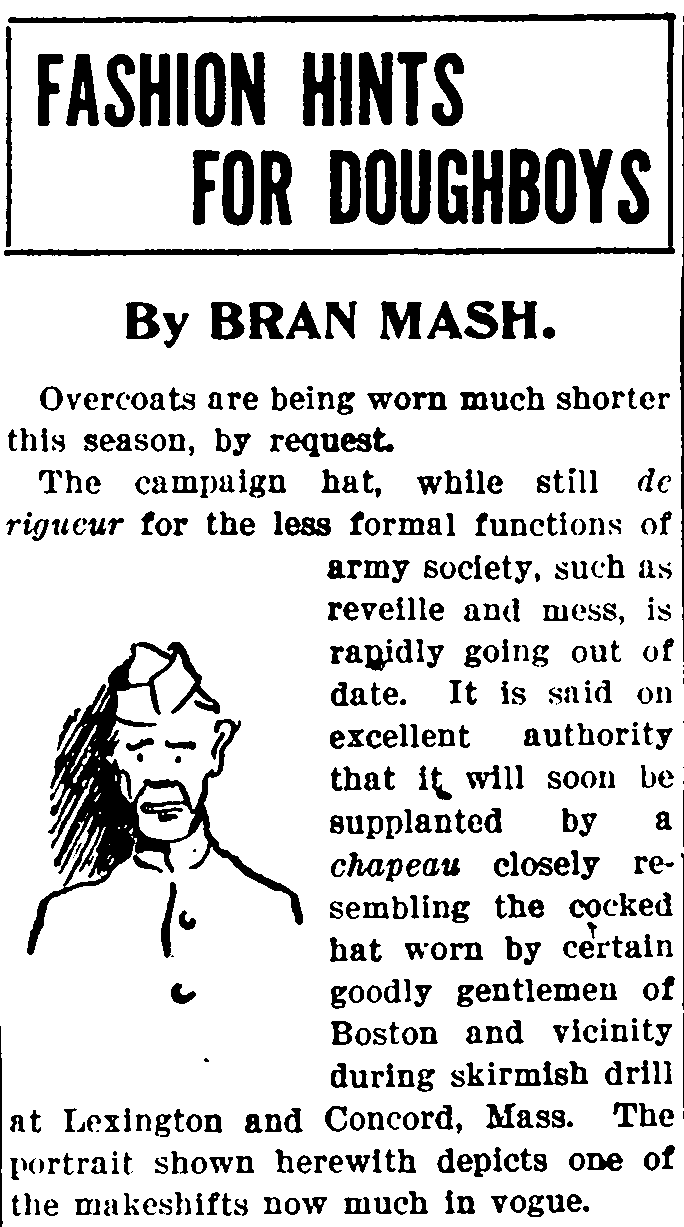 FASHION HINTS
FOR DOUGHBOYS
By BRAN MASH.
Overcoats are being worn much shorter
this season, by request.
The campaign hat, while still de
rigueur for the less formal functions of
army society, such as
reveille and mess, is
rapidly going out of
date. It is said on
excellent authority
that it will soon be
supplanted by a
chapeau closely re-
sembling the cocked
hat worn by certain
goodly gentlemen of
Boston and vicinity
during skirmish drill
at Lexington and Concord, Mass. The
portrait shown herewith depicts one of
the makeshifts now much in vogue.